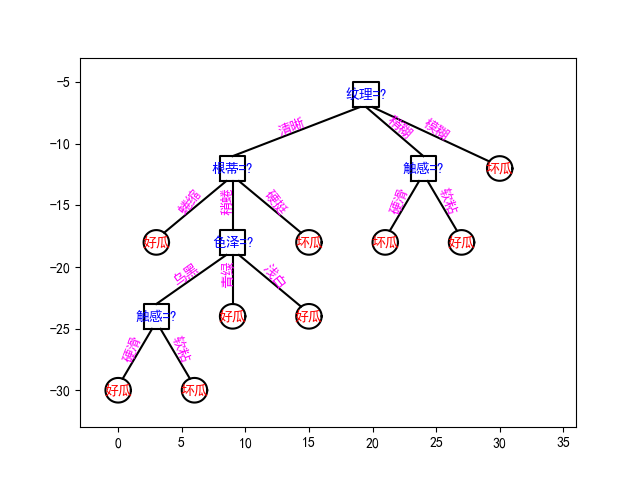 −5
纹理=?
清晰
稍糊
模糊
−10
根蒂=?
触感=?
坏瓜
−15
蜷缩
稍蜷
硬挺
硬滑
软粘
好瓜
色泽=?
坏瓜
坏瓜
好瓜
−20
乌黑
青绿
浅白
−25
触感=?
好瓜
好瓜
硬滑
软粘
−30
好瓜
坏瓜
0 5 10 15 20 25 30 35